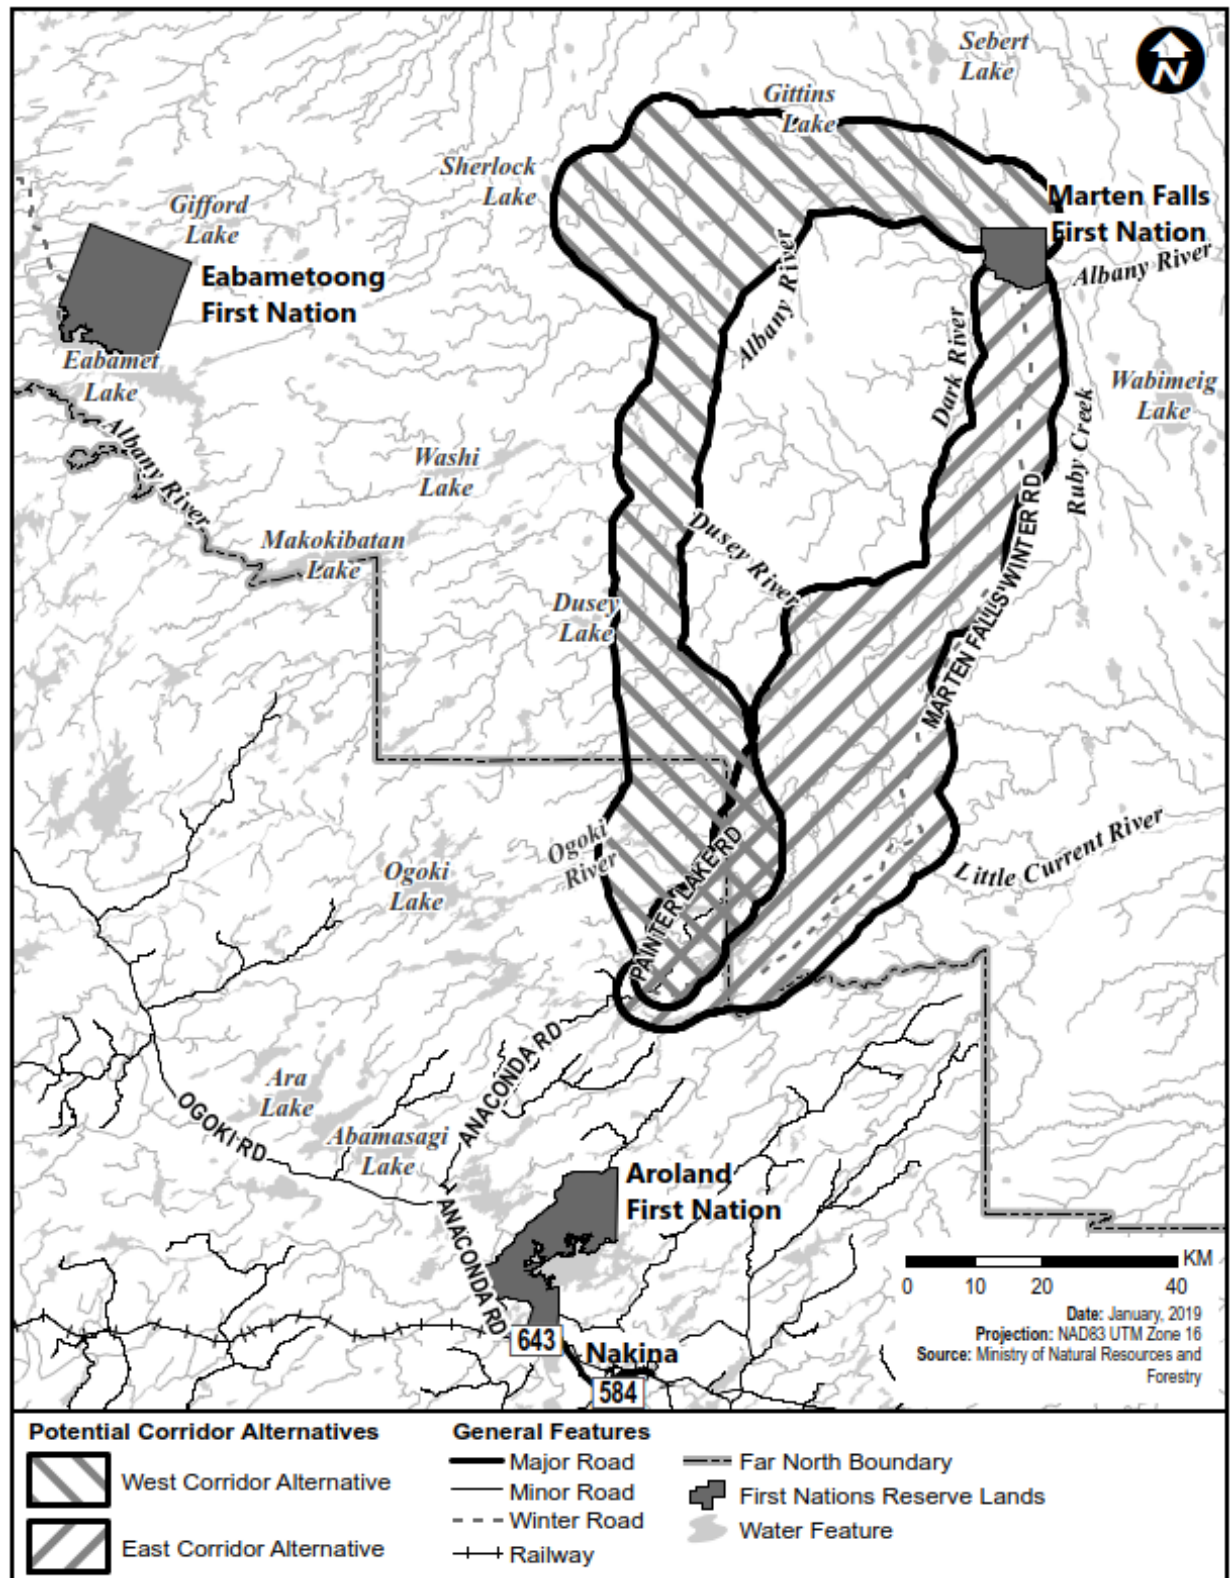 N
Sebert
Lake
Gittins
Lake
Sherlock
Lake
Marten Falls
First Nation
Gifford
Lake
Eabametoong
First Nation
Albany River
Albany River
Eabamet
Lake
Dark River
Wabimeig
Lake
Ruby Creek
Albany River
Washi
Lake
Makokibatan
Lake
Dusey River
MARTEN FALLS WINTER RD
Dusey
Lake
Ogoki
River
PAINTER LAKE RD
Little Current River
Ogoki
Lake
ANACONDA RD
Ara
Lake
OGOKI RD
Abamasagi
Lake
Aroland
First Nation
ANACONDA RD
KM
0 10 20 40
Date: January, 2019
Projection: NAD83 UTM Zone 16
Source: Ministry of Natural Resources and
Forestry
643
Nakina
584
Potential Corridor Alternatives
West Corridor Alternative
East Corridor Alternative
General Features
Major Road
Minor Road
Winter Road
Railway
Far North Boundary
First Nations Reserve Lands
Water Feature